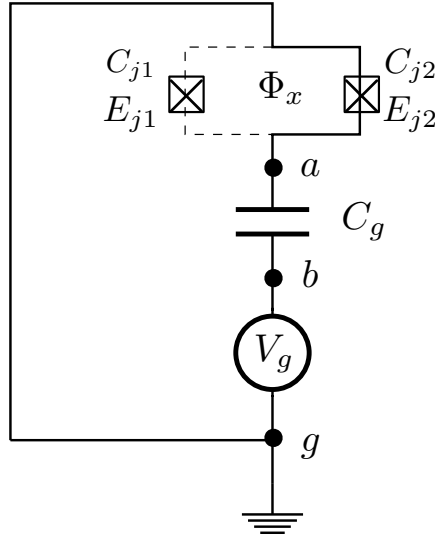 C_{j1} C_{j2}
Φ_x
E_{j1} E_{j2}
a
C_g
b
V_g
g